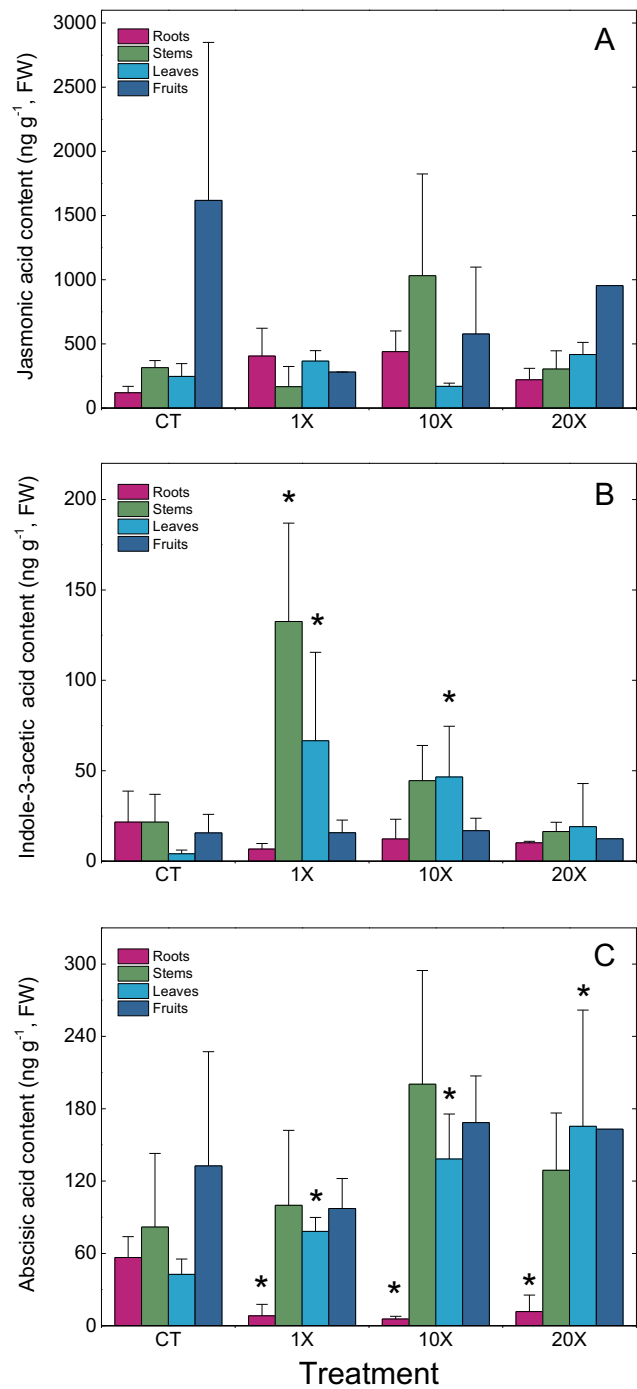 A
Roots
Stems
Leaves
Fruits
Jasmonic acid content (ng g⁻¹, FW)
3000
2500
2000
1500
1000
500
0
CT 1X 10X 20X
B
Roots
Stems
Leaves
Fruits
Indole-3-acetic acid content (ng g⁻¹, FW)
200
150
100
50
0
* * *
CT 1X 10X 20X
C
Roots
Stems
Leaves
Fruits
Abscisic acid content (ng g⁻¹, FW)
300
240
180
120
60
0
* * * * * *
CT 1X 10X 20X
Treatment